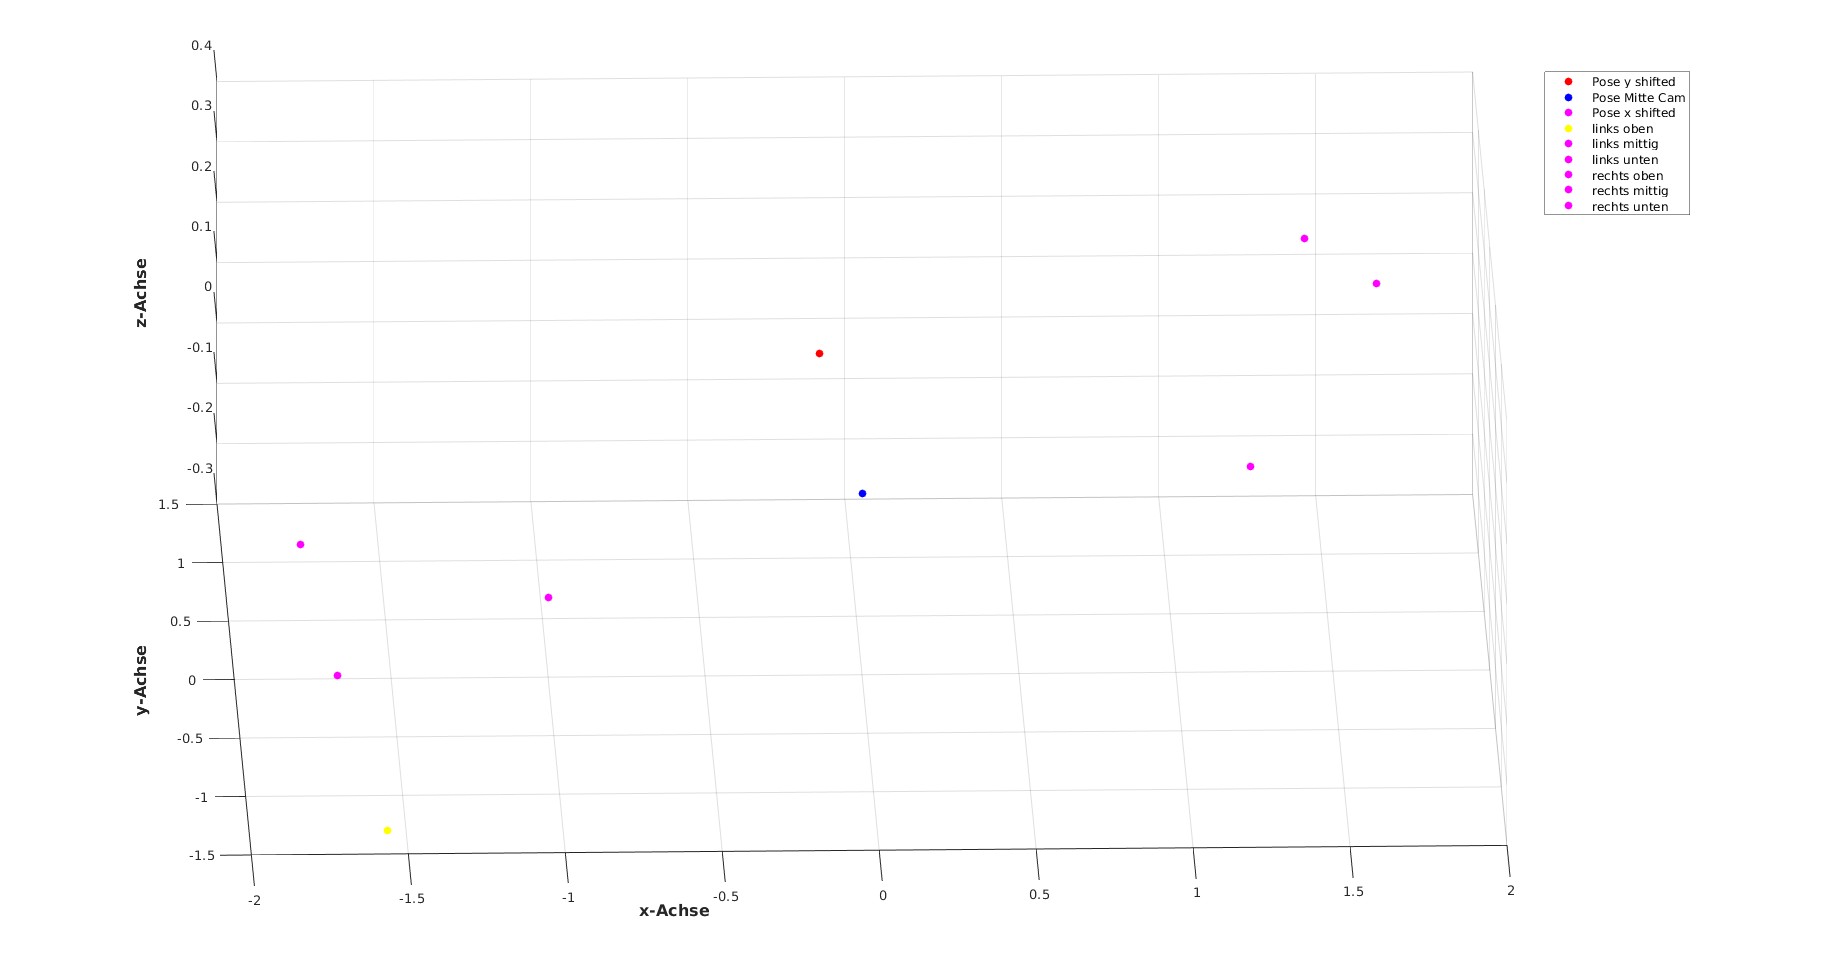 0.4
0.3
0.2
0.1
0
-0.1
-0.2
-0.3
z-Achse
1.5
1
0.5
0
-0.5
-1
-1.5
y-Achse
-2
-1.5
-1
-0.5
0
0.5
1
1.5
2
x-Achse
Pose y shifted
Pose Mitte Cam
Pose x shifted
links oben
links mittig
links unten
rechts oben
rechts mittig
rechts unten